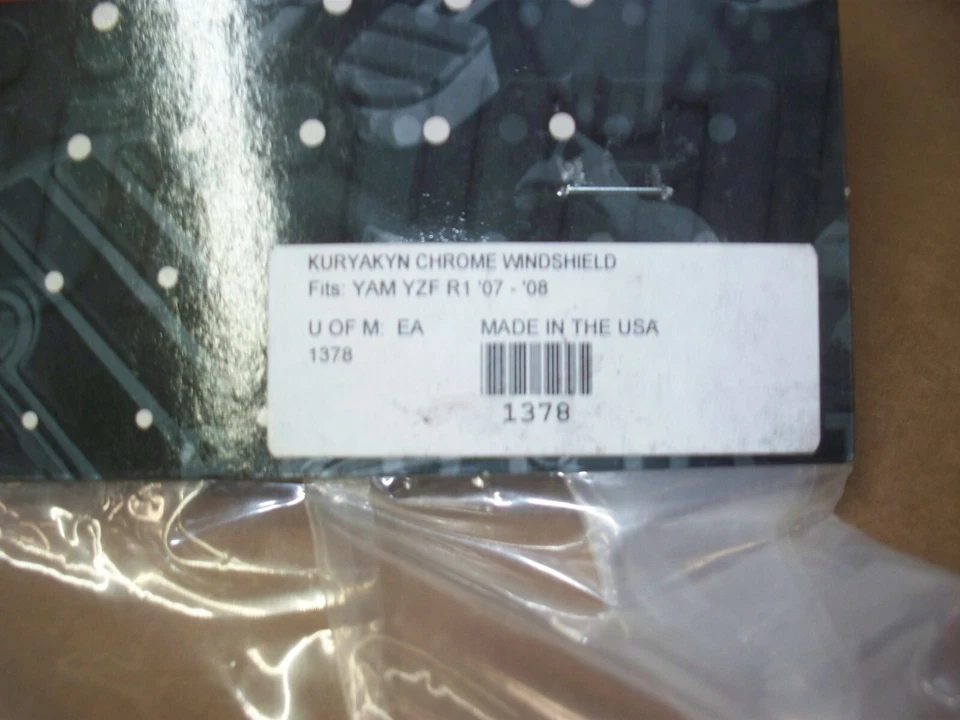 KURYAKYN CHROME WINDSHIELD
Fits: YAM YZF R1 '07 - '08
U OF M: EA MADE IN THE USA
1378
1378